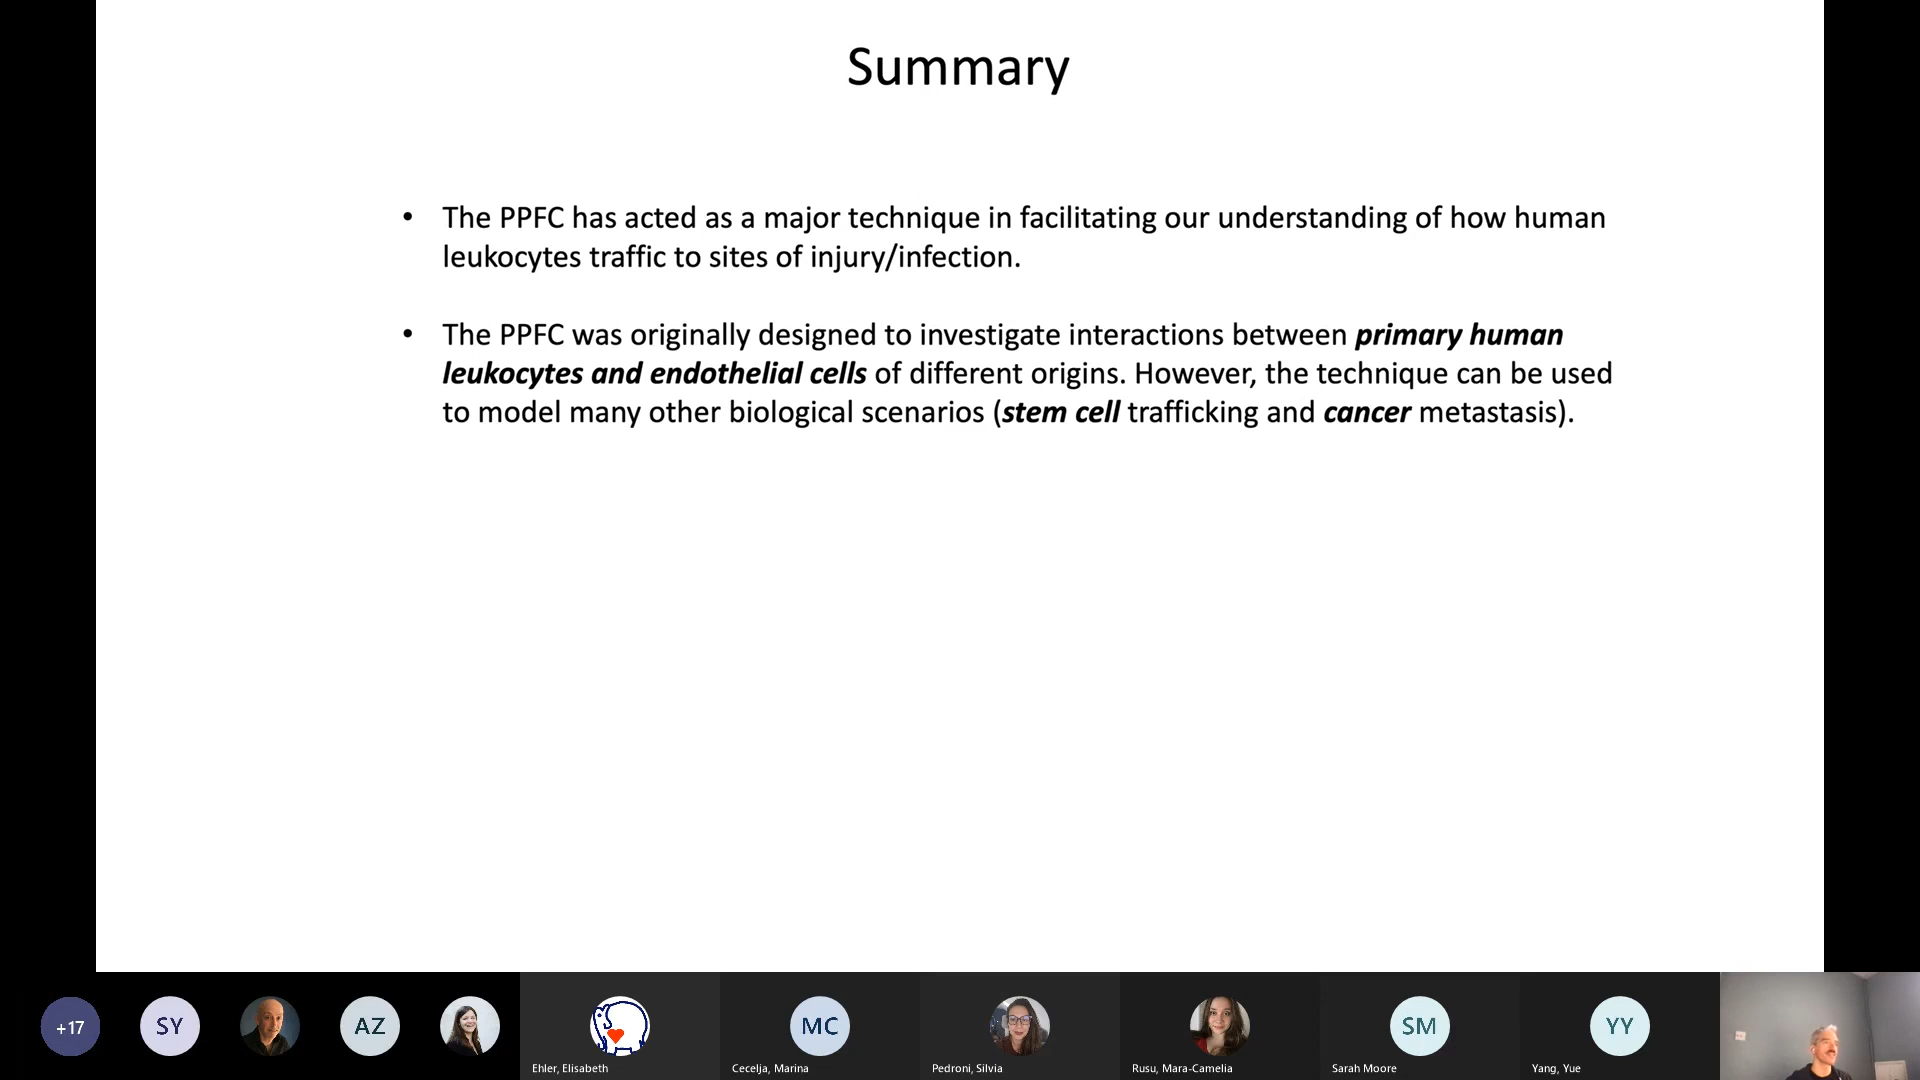 Summary
• The PPFC has acted as a major technique in facilitating our understanding of how human
leukocytes traffic to sites of injury/infection.
• The PPFC was originally designed to investigate interactions between primary human
leukocytes and endothelial cells of different origins. However, the technique can be used
to model many other biological scenarios (stem cell trafficking and cancer metastasis).
+17
SY
AZ
MC
SM
YY
Ehler, Elisabeth
Cecelja, Marina
Pedroni, Silvia
Rusu, Mara-Camelia
Sarah Moore
Yang, Yue